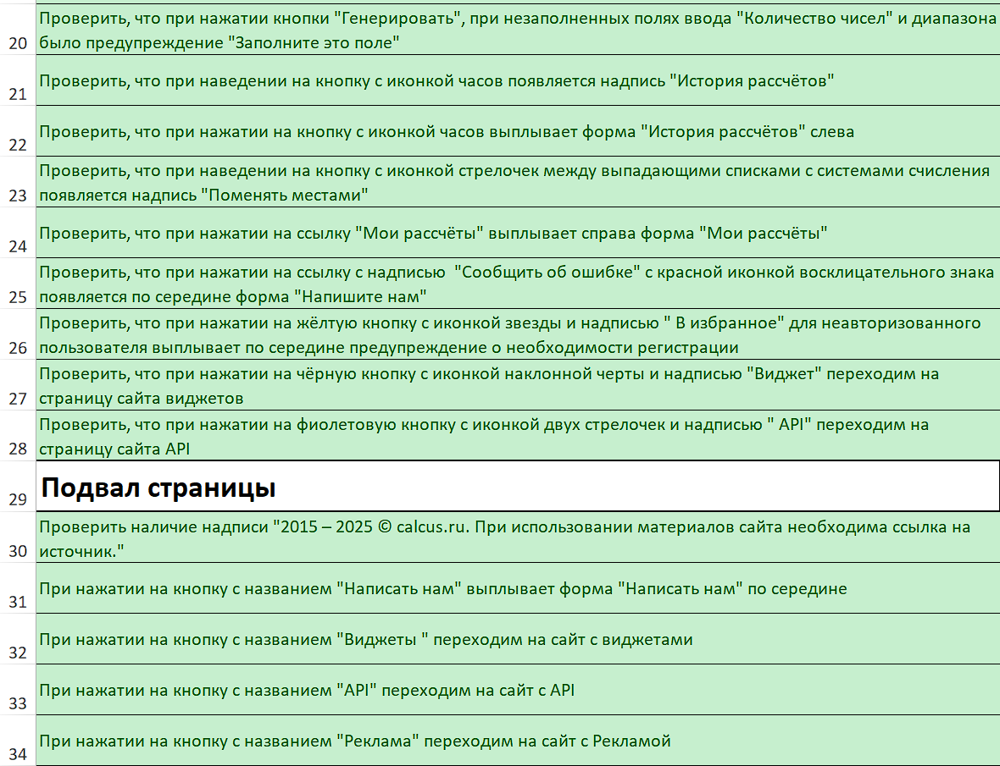 Проверить, что при нажатии кнопки "Генерировать", при незаполненных полях ввода "Количество чисел" и диапазона
20 было предупреждение "Заполните это поле"
21 Проверить, что при наведении на кнопку с иконкой часов появляется надпись "История рассчётов"
22 Проверить, что при нажатии на кнопку с иконкой часов выплывает форма "История рассчётов" слева
Проверить, что при наведении на кнопку с иконкой стрелочек между выпадающими списками с системами счисления
23 появляется надпись "Поменять местами"
24 Проверить, что при нажатии на ссылку "Мои рассчёты" выплывает справа форма "Мои рассчёты"
Проверить, что при нажатии на ссылку с надписью  "Сообщить об ошибке" с красной иконкой восклицательного знака
25 появляется по середине форма "Напишите нам"
Проверить, что при нажатии на жёлтую кнопку с иконкой звезды и надписью " В избранное" для неавторизованного
26 пользователя выплывает по середине предупреждение о необходимости регистрации
Проверить, что при нажатии на чёрную кнопку с иконкой наклонной черты и надписью "Виджет" переходим на
27 страницу сайта виджетов
Проверить, что при нажатии на фиолетовую кнопку с иконкой двух стрелочек и надписью " API" переходим на
28 страницу сайта API
29 Подвал страницы
Проверить наличие надписи "2015 – 2025 © calcus.ru. При использовании материалов сайта необходима ссылка на
30 источник."
31 При нажатии на кнопку с названием "Написать нам" выплывает форма "Написать нам" по середине
32 При нажатии на кнопку с названием "Виджеты " переходим на сайт с виджетами
33 При нажатии на кнопку с названием "API" переходим на сайт с API
34 При нажатии на кнопку с названием "Реклама" переходим на сайт с Рекламой